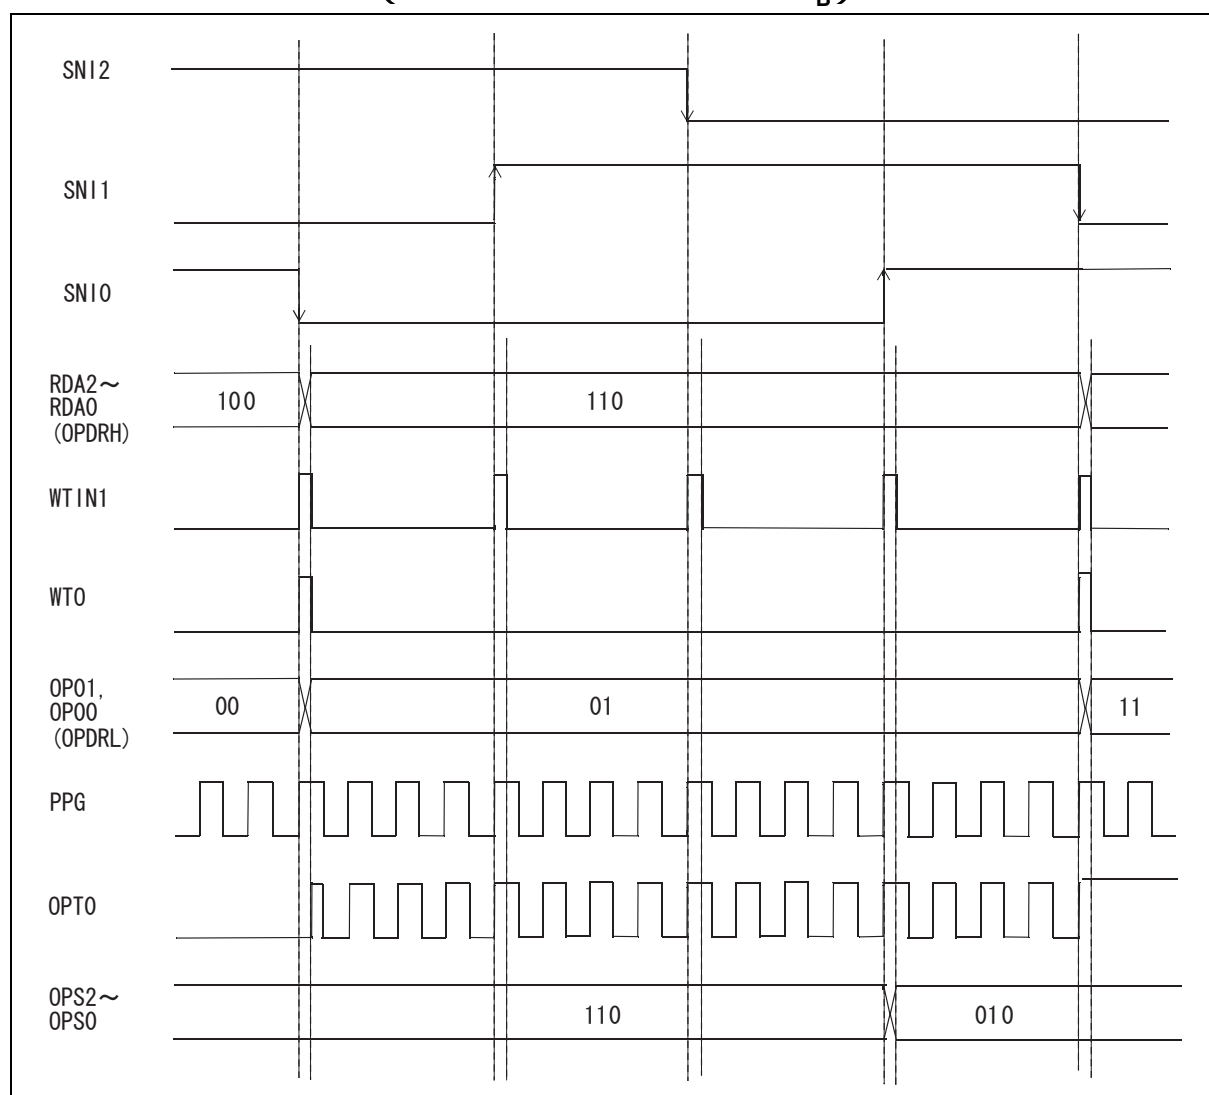 SNI2
SNI1
SNI0
RDA2～
RDA0
(OPDRH)
100
110
WTIN1
WTO
OP01,
OP00
(OPDRL)
00
01
11
PPG
OPT0
OPS2～
OPS0
110
010